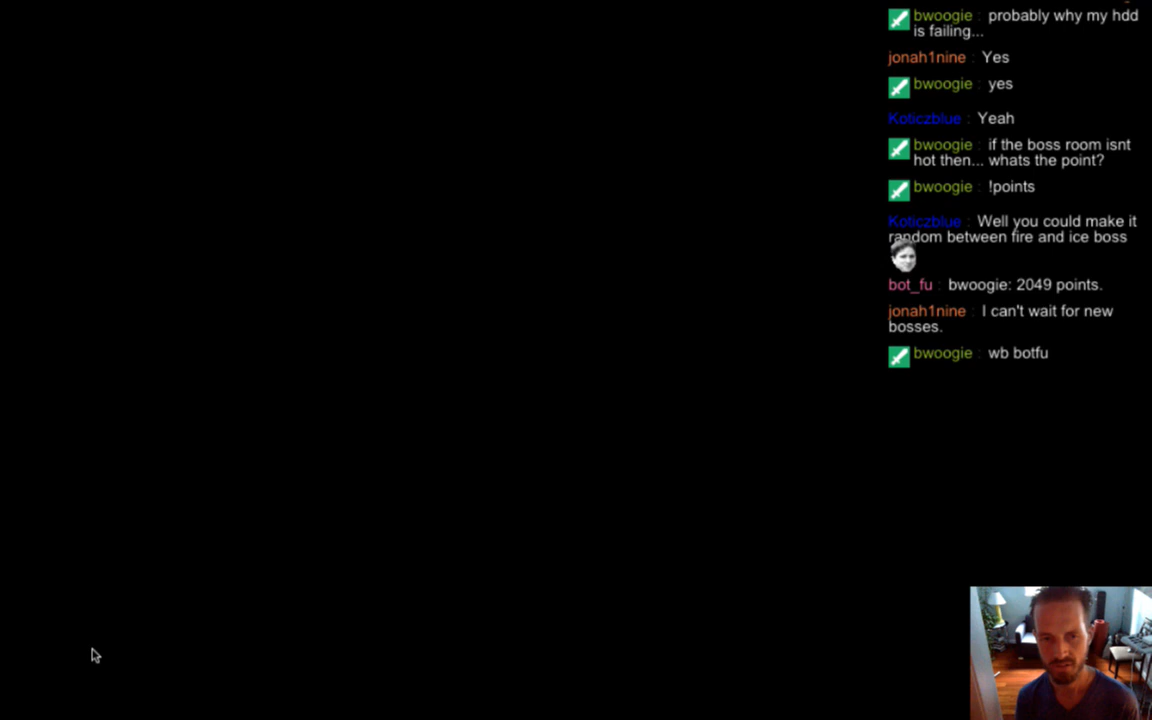 bwoogie : probably why my hdd
is failing...
jonah1nine : Yes
bwoogie : yes
Koticzblue : Yeah
bwoogie : if the boss room isnt
hot then... whats the point?
bwoogie : !points
Koticzblue : Well you could make it
random between fire and ice boss
bot_fu : bwoogie: 2049 points.
jonah1nine : I can't wait for new
bosses.
bwoogie : wb botfu